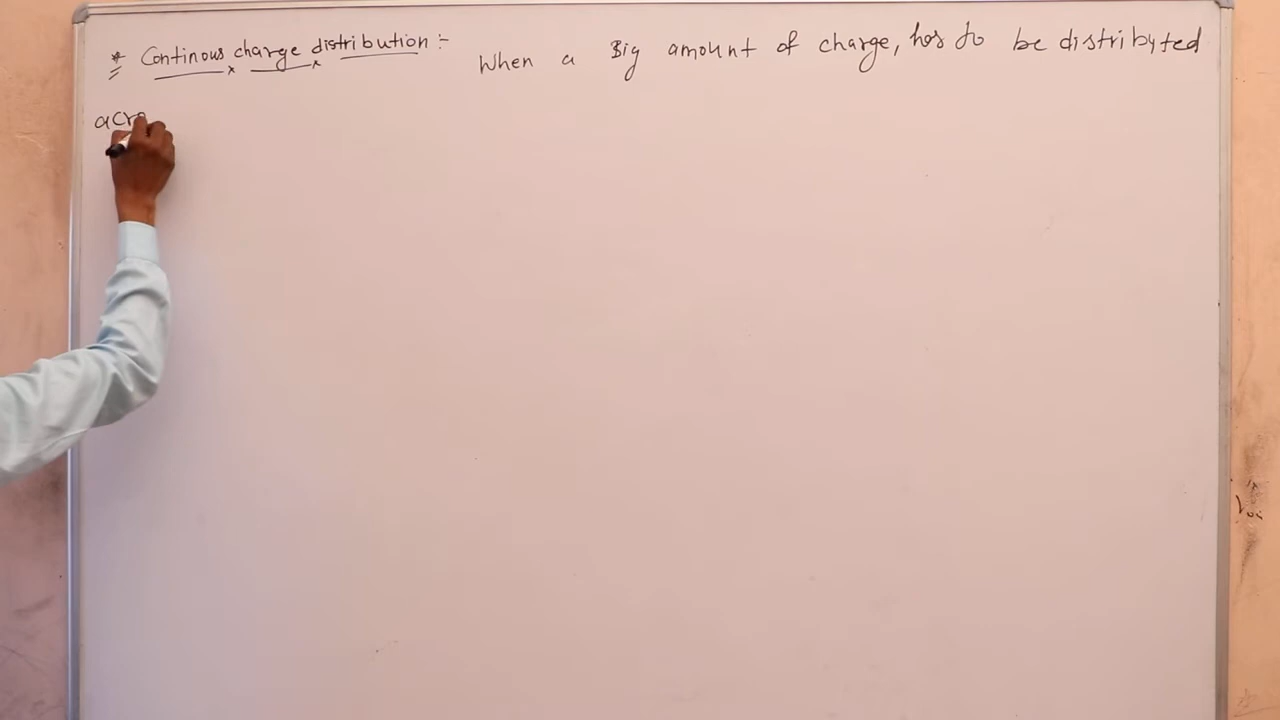 * Continous charge distribution :- When a Big amount of charge, has to be distributed
acro